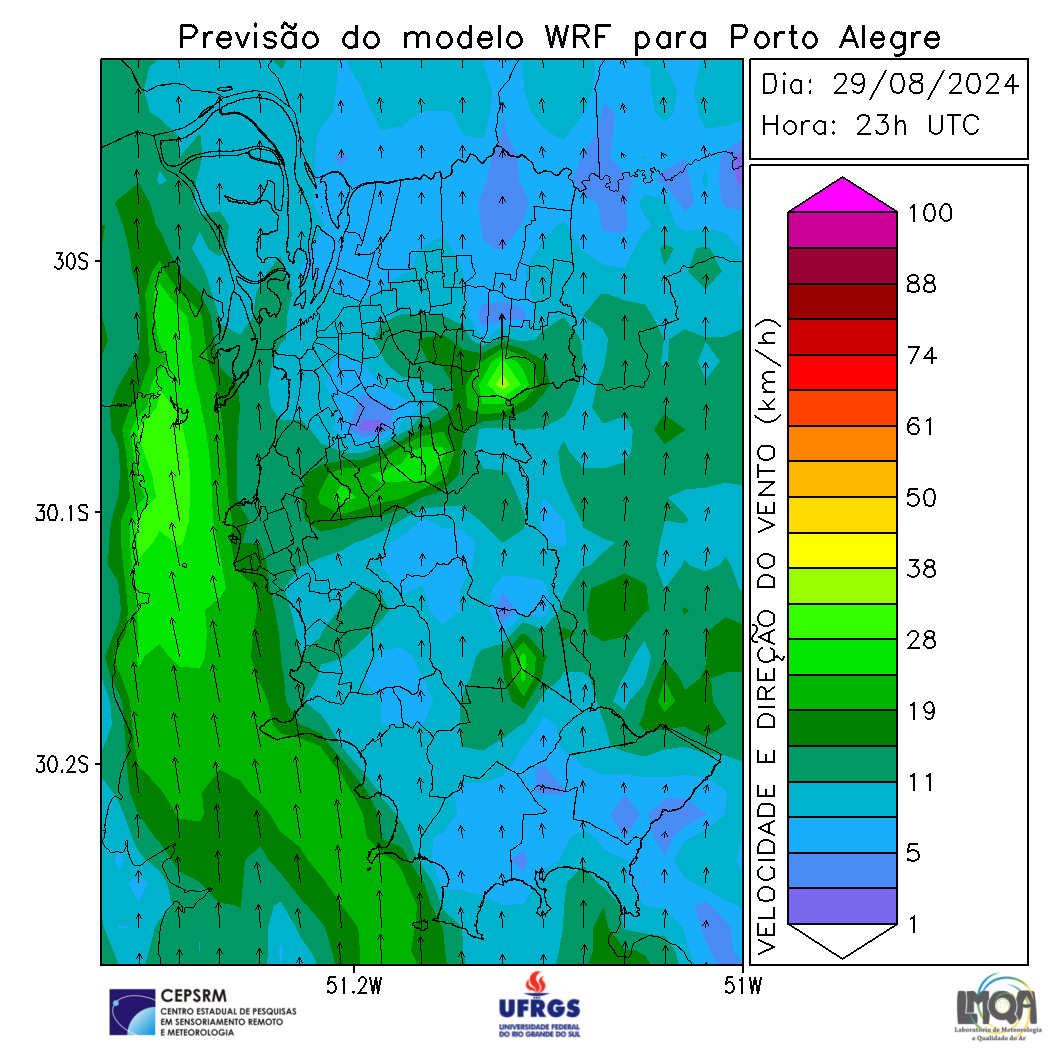 Previsão do modelo WRF para Porto Alegre
Dia: 29/08/2024
Hora: 23h UTC
30S
30.1S
30.2S
51.2W
51W
VELOCIDADE E DIREÇÃO DO VENTO (km/h)
100
88
74
61
50
38
28
19
11
5
1
CEPSRM
CENTRO ESTADUAL DE PESQUISAS
EM SENSORIAMENTO REMOTO
E METEOROLOGIA
UFRGS
UNIVERSIDADE FEDERAL
DO RIO GRANDE DO SUL
LMQA
Laboratório de Meteorologia
e Qualidade do Ar